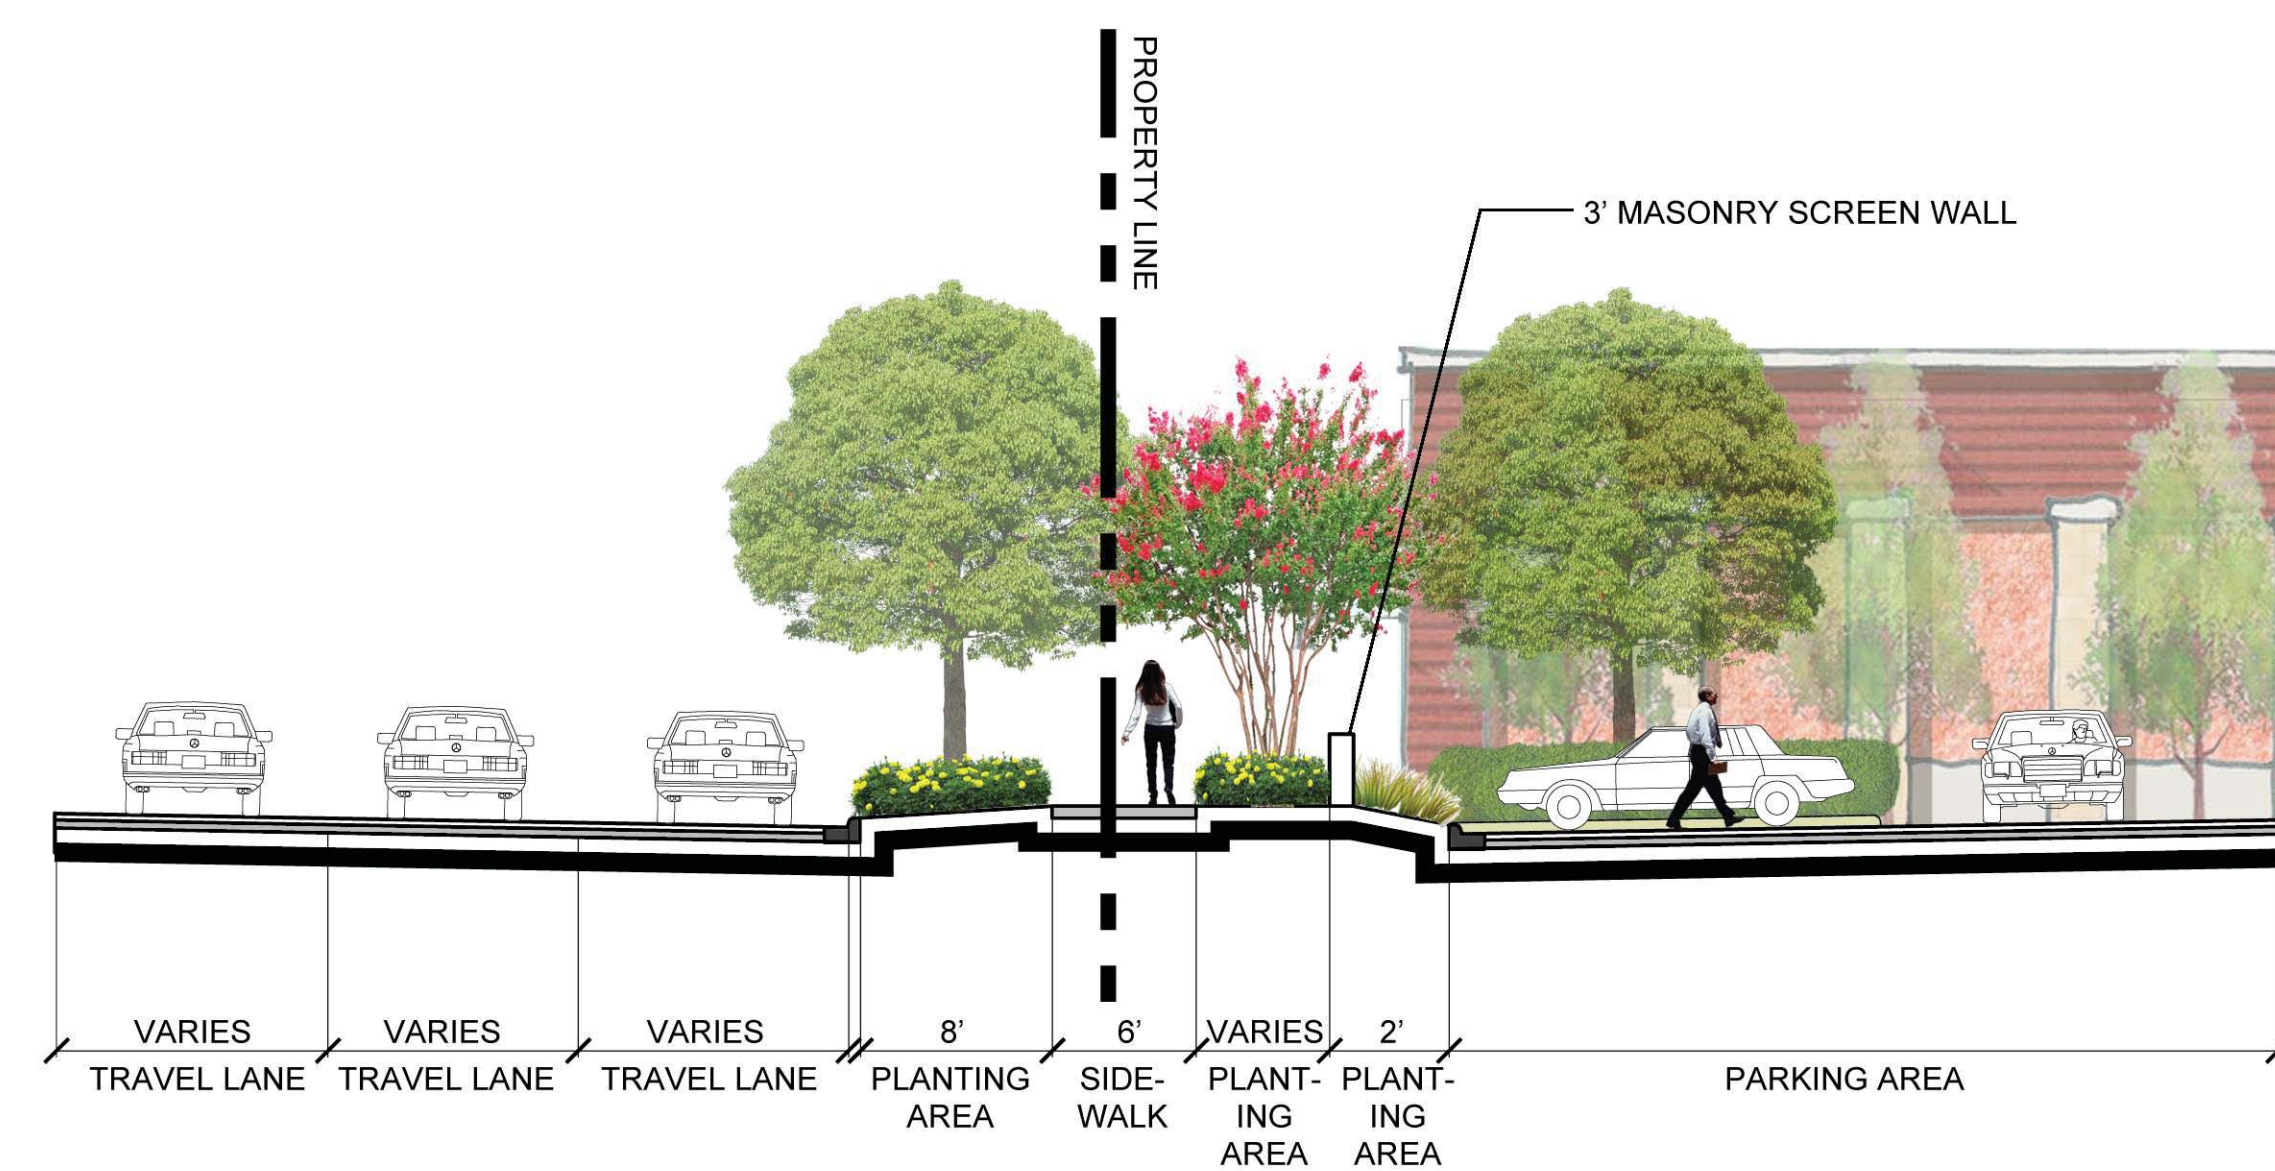 PROPERTY LINE
3’ MASONRY SCREEN WALL
VARIES
TRAVEL LANE
VARIES
TRAVEL LANE
VARIES
TRAVEL LANE
8’
PLANTING
AREA
6’
SIDE-
WALK
VARIES
PLANT-
ING
AREA
2’
PLANT-
ING
AREA
PARKING AREA